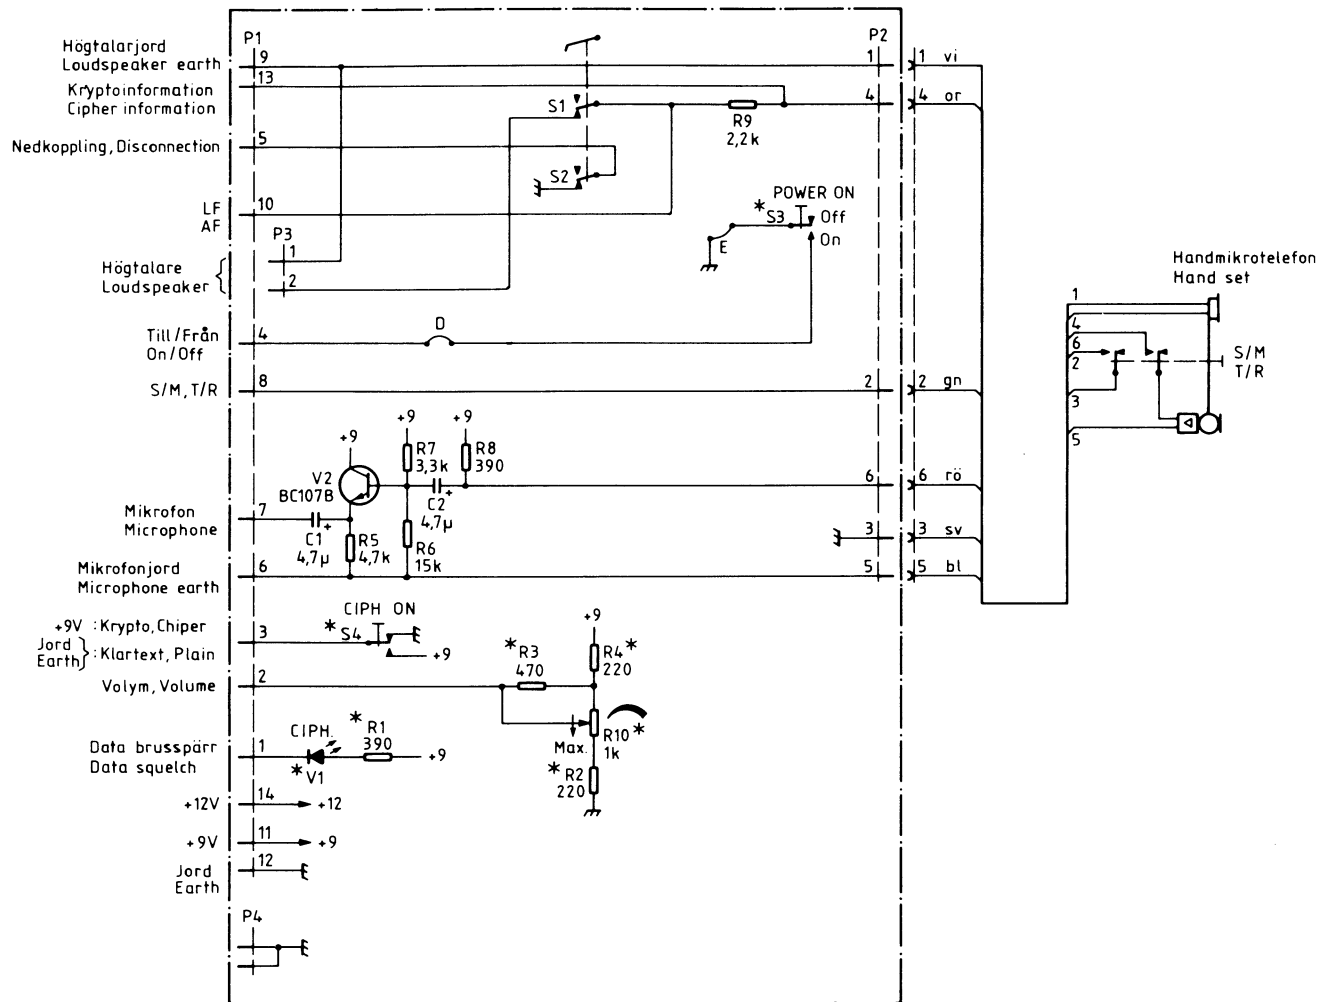 P1
Högtalarjord
Loudspeaker earth
9
13
Kryptoinformation
Cipher information
Nedkoppling, Disconnection
5
LF
AF
10
P3
1
2
Högtalare
Loudspeaker
Till/Från
On/Off
4
D
S/M, T/R
8
S1
S2
R9
2,2k
POWER ON
*S3
Off
On
E
P2
1
1 vi
4
4 or
2
2 gn
6
6 rö
3
3 sv
5
5 bl
Handmikrotelefon
Hand set
1
4
6
2
3
5
S/M
T/R
+9
V2
BC107B
+9
R7
3,3k
+9
R8
390
C2
4,7µ
Mikrofon
Microphone
7
C1
4,7µ
R5
4,7k
R6
15k
Mikrofonjord
Microphone earth
6
+9V : Krypto, Chiper
Jord
Earth
: Klartext, Plain
3
CIPH ON
*S4
+9
Volym, Volume
2
*R3
470
+9
R4*
220
R10*
1k
Max.
*R2
220
Data brusspärr
Data squelch
1
CIPH.
*V1
*R1
390
+9
+12V
14
+12
+9V
11
+9
Jord
Earth
12
P4